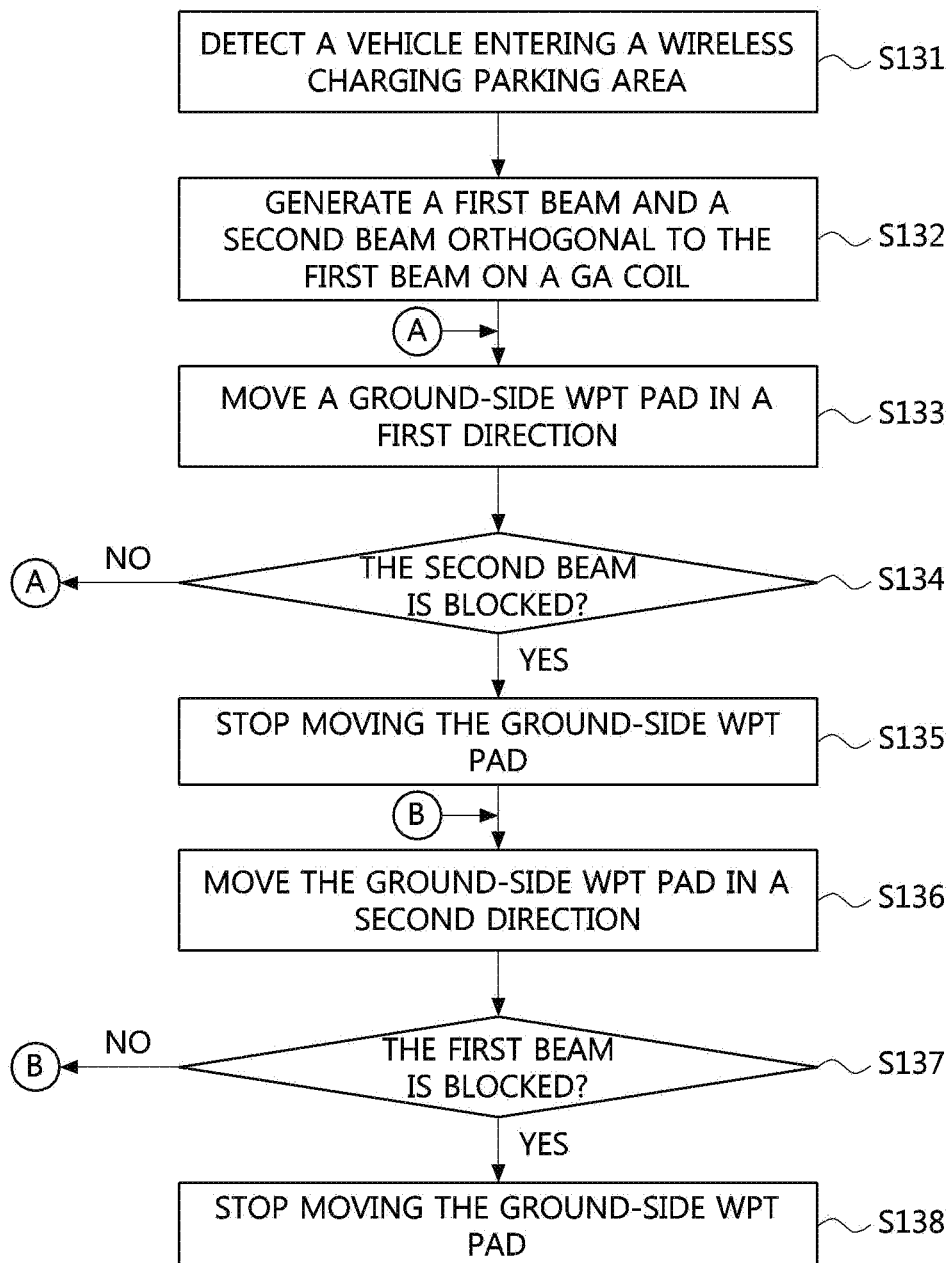 DETECT A VEHICLE ENTERING A WIRELESS
CHARGING PARKING AREA
S131
GENERATE A FIRST BEAM AND A
SECOND BEAM ORTHOGONAL TO THE
FIRST BEAM ON A GA COIL
S132
A
MOVE A GROUND-SIDE WPT PAD IN A
FIRST DIRECTION
S133
A
NO
THE SECOND BEAM
IS BLOCKED?
S134
YES
STOP MOVING THE GROUND-SIDE WPT
PAD
S135
B
MOVE THE GROUND-SIDE WPT PAD IN A
SECOND DIRECTION
S136
B
NO
THE FIRST BEAM
IS BLOCKED?
S137
YES
STOP MOVING THE GROUND-SIDE WPT
PAD
S138